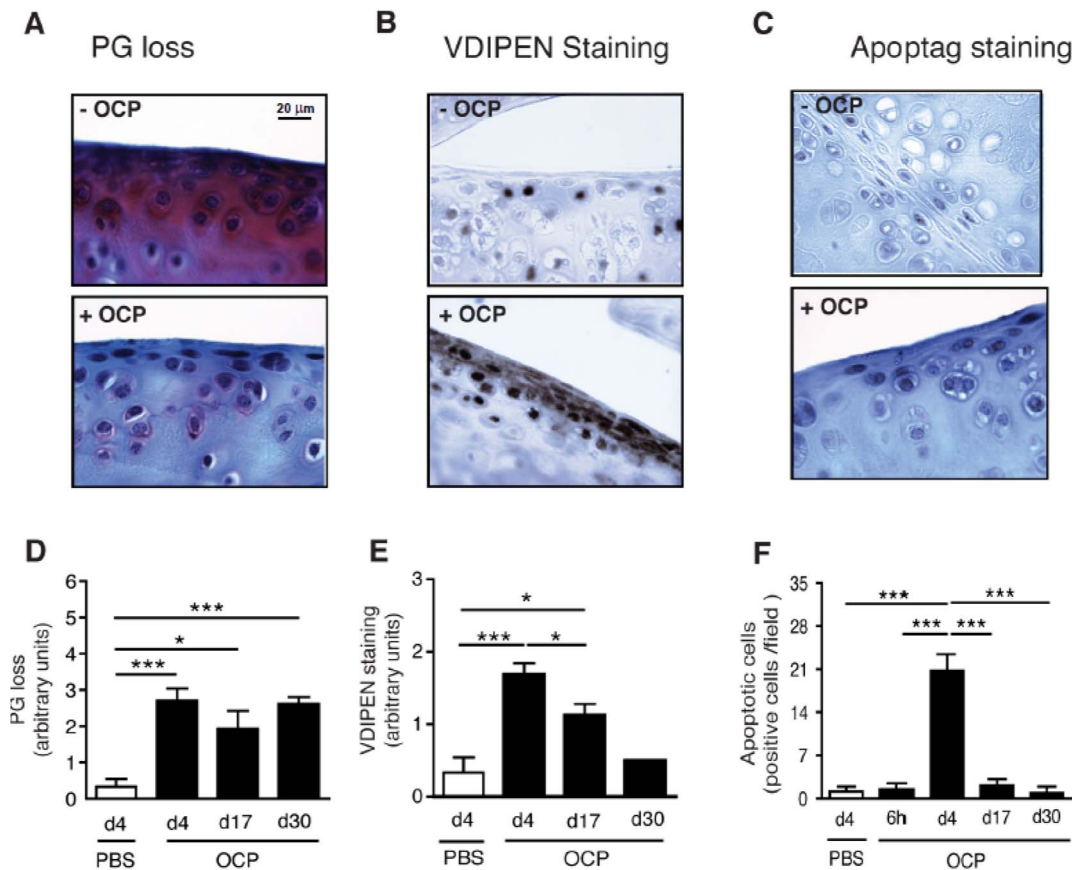 A
PG loss
B
VDIPEN Staining
C
Apoptag staining
- OCP
20 µm
- OCP
- OCP
+ OCP
+ OCP
+ OCP
D
PG loss
(arbitrary units)
6
5
4
3
2
1
0
***
*
***
d4
d4
d17
d30
PBS
OCP
E
VDIPEN staining
(arbitrary units)
3
2
1
0
*
***
*
d4
d4
d17
d30
PBS
OCP
F
Apoptotic cells
(positive cells /field)
35
28
21
14
7
0
***
***
***
***
d4
6h
d4
d17
d30
PBS
OCP